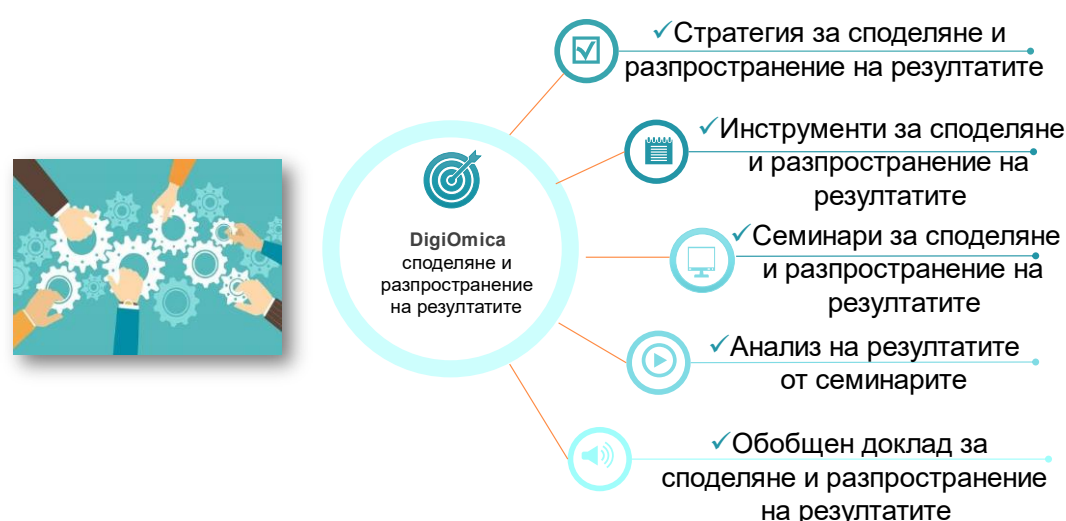 DigiOmica
споделяне и
разпространение
на резултатите
✓Стратегия за споделяне и
разпространение на резултатите
✓Инструменти за споделяне
и разпространение на
резултатите
✓Семинари за споделяне
и разпространение на
резултатите
✓Анализ на резултатите
от семинарите
✓Обобщен доклад за
споделяне и разпространение
на резултатите